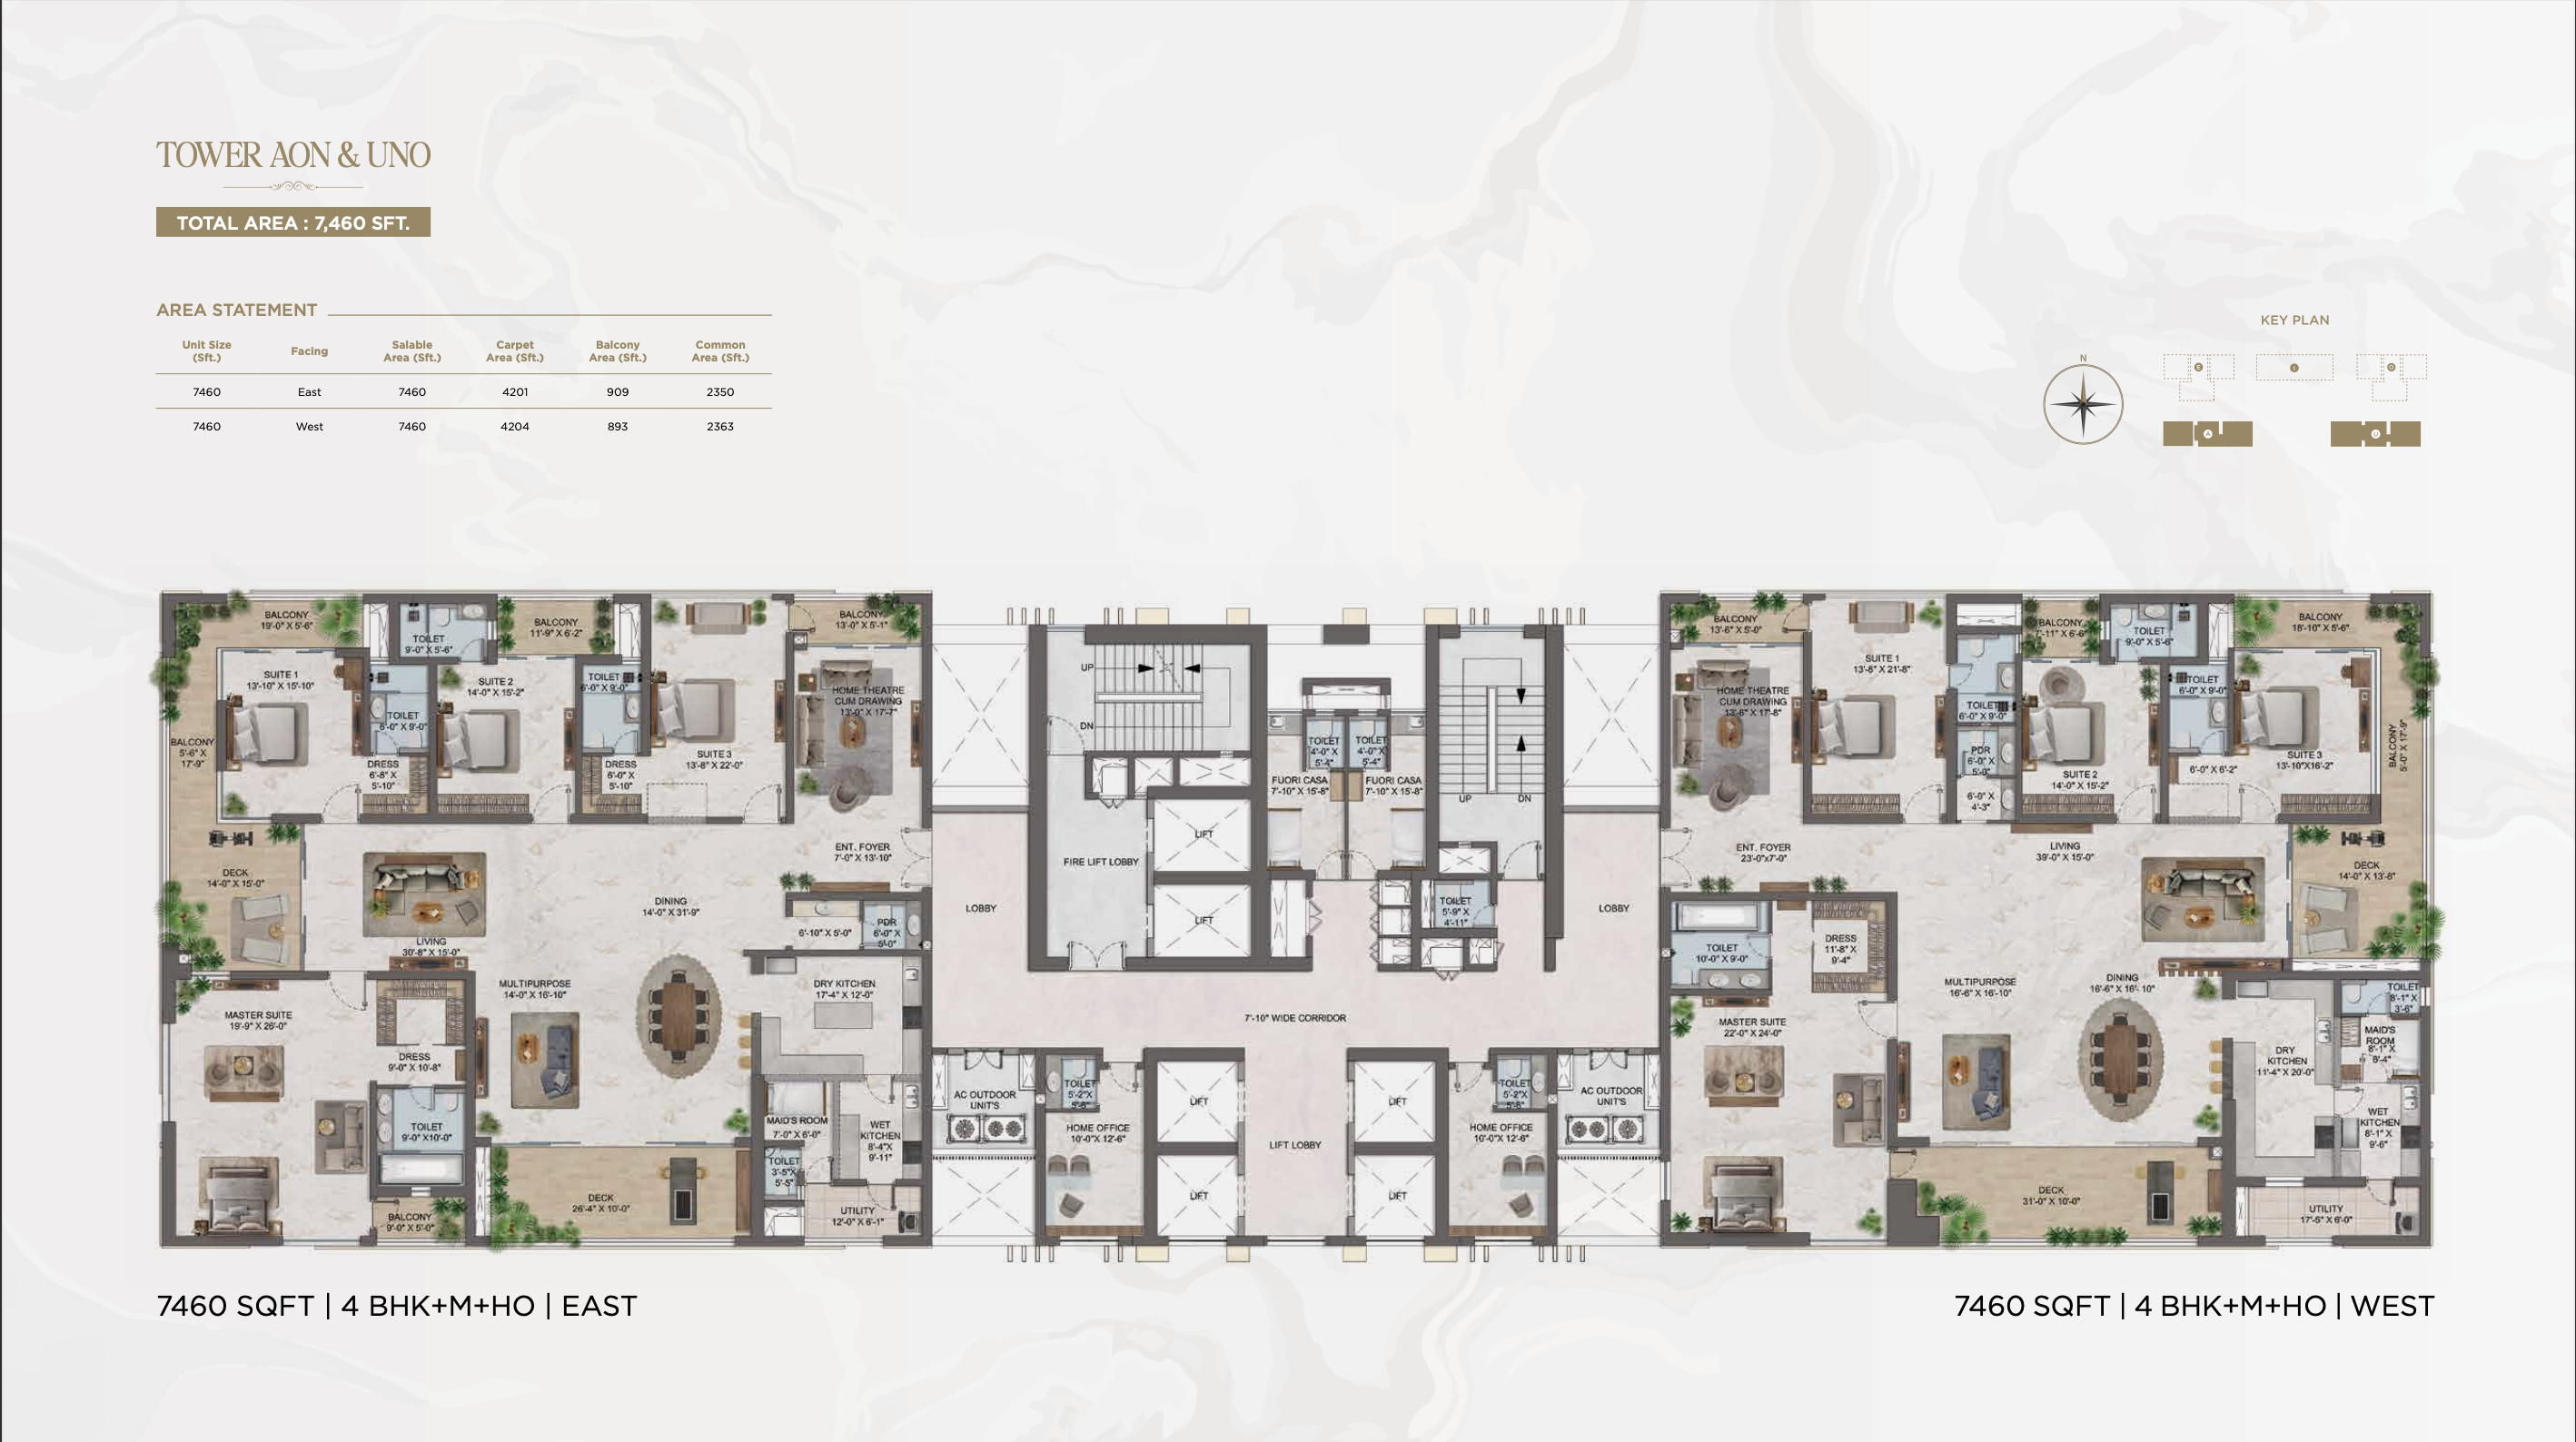 TOWER AON & UNO
TOTAL AREA : 7,460 SFT.
AREA STATEMENT
Unit Size (Sft.) Facing Salable Area (Sft.) Carpet Area (Sft.) Balcony Area (Sft.) Common Area (Sft.)
7460 East 7460 4201 909 2350
7460 West 7460 4204 893 2363
KEY PLAN
N
E
I
O
A
U
BALCONY
19'-0" X 5'-6"
TOILET
9'-0" X 5'-6"
BALCONY
11'-9" X 6'-2"
BALCONY
13'-0" X 5'-1"
SUITE 1
13'-10" X 15'-10"
TOILET
6'-0" X 9'-0"
SUITE 2
14'-0" X 15'-2"
TOILET
6'-0" X 9'-0"
HOME THEATRE
CUM DRAWING
13'-0" X 17'-7"
BALCONY
5'-6" X
17'-9"
DRESS
6'-8" X
5'-10"
DRESS
6'-0" X
5'-10"
SUITE 3
13'-8" X 22'-0"
ENT. FOYER
7'-0" X 13'-10"
DECK
14'-0" X 15'-0"
LIVING
30'-8" X 15'-0"
DINING
14'-0" X 31'-9"
6'-10" X 5'-0"
PDR
6'-0" X
5'-0"
MULTIPURPOSE
14'-0" X 16'-10"
DRY KITCHEN
17'-4" X 12'-0"
MASTER SUITE
19'-9" X 26'-0"
DRESS
9'-0" X 10'-8"
TOILET
9'-0" X10'-0"
MAID'S ROOM
7'-0" X 6'-0"
WET
KITCHEN
8'-4"X
9'-11"
TOILET
3'-5"X
5'-5"
DECK
26'-4" X 10'-0"
BALCONY
9'-0" X 5'-0"
UTILITY
12'-0" X 6'-1"
UP
DN
FIRE LIFT LOBBY
LIFT
LIFT
LOBBY
TOILET
4'-0" X
5'-4"
TOILET
4'-0" X
5'-4"
FUORI CASA
7'-10" X 15'-8"
FUORI CASA
7'-10" X 15'-8"
UP
DN
TOILET
5'-9" X
4'-11"
LOBBY
7'-10" WIDE CORRIDOR
AC OUTDOOR
UNIT'S
TOILET
5'-2"X
5'-6"
HOME OFFICE
10'-0"X 12'-6"
LIFT
LIFT
LIFT LOBBY
LIFT
LIFT
TOILET
5'-2"X
5'-6"
HOME OFFICE
10'-0"X 12'-6"
AC OUTDOOR
UNIT'S
BALCONY
13'-6" X 5'-0"
SUITE 1
13'-8" X 21'-8"
HOME THEATRE
CUM DRAWING
13'-6" X 17'-8"
TOILET
6'-0" X 9'-0"
PDR
6'-0" X
5'-0"
6'-0" X
4'-3"
BALCONY
7'-11" X 6'-6"
TOILET
9'-0" X 5'-6"
BALCONY
18'-10" X 5'-6"
TOILET
6'-0" X 9'-0"
SUITE 2
14'-0" X 15'-2"
6'-0" X 6'-2"
SUITE 3
13'-10"X16'-2"
BALCONY
5'-0" X 17'-9"
ENT. FOYER
23'-0"x7'-0"
LIVING
39'-0" X 15'-0"
DECK
14'-0" X 13'-8"
TOILET
10'-0" X 9'-0"
DRESS
11'-8" X
9'-4"
MASTER SUITE
22'-0" X 24'-0"
MULTIPURPOSE
16'-6" X 16'-10"
DINING
16'-6" X 16'- 10"
TOILET
8'-1" X
3'-6"
MAID'S
ROOM
8'-1" X
6'-4"
DRY
KITCHEN
11'-4" X 20'-0"
WET
KITCHEN
8'-1" X
9'-6"
DECK
31'-0" X 10'-0"
UTILITY
17'-5" X 6'-0"
7460 SQFT | 4 BHK+M+HO | EAST
7460 SQFT | 4 BHK+M+HO | WEST